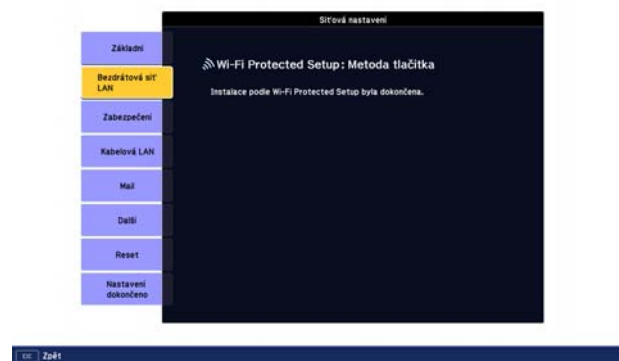 Síťová nastavení
Základní
Bezdrátová síť
LAN
Zabezpečení
Kabelová LAN
Mail
Další
Reset
Nastavení
dokončeno
Wi-Fi Protected Setup: Metoda tlačítka
Instalace podle Wi-Fi Protected Setup byla dokončena.
Esc Zpět